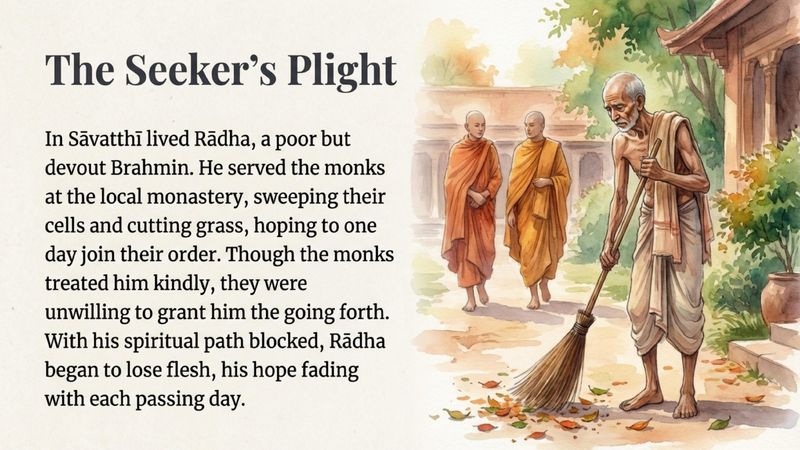 The Seeker’s Plight
In Sāvatthī lived Rādha, a poor but
devout Brahmin. He served the monks
at the local monastery, sweeping their
cells and cutting grass, hoping to one
day join their order. Though the monks
treated him kindly, they were
unwilling to grant him the going forth.
With his spiritual path blocked, Rādha
began to lose flesh, his hope fading
with each passing day.